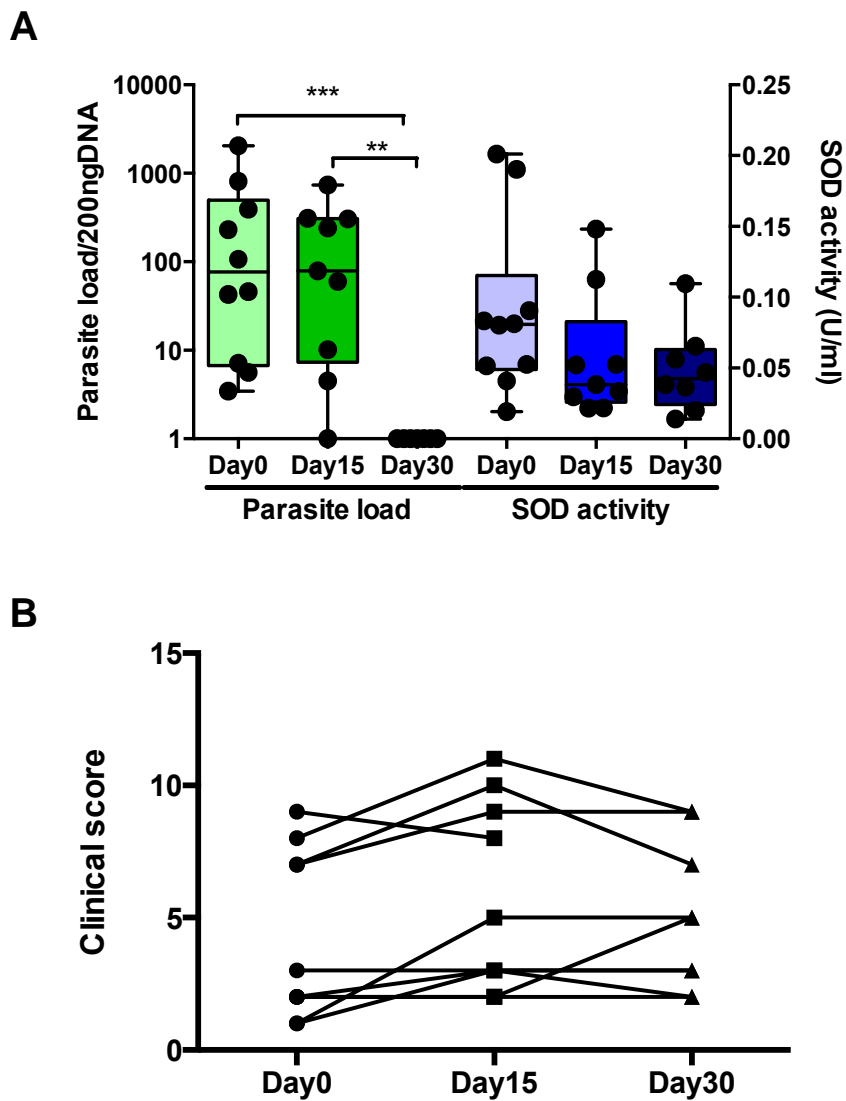 A
Parasite load/200ngDNA
10000
1000
100
10
1
***
**
0.25
0.20
0.15
0.10
0.05
0.00
SOD activity (U/ml)
Day0 Day15 Day30 Day0 Day15 Day30
Parasite load SOD activity
B
Clinical score
15
10
5
0
Day0 Day15 Day30